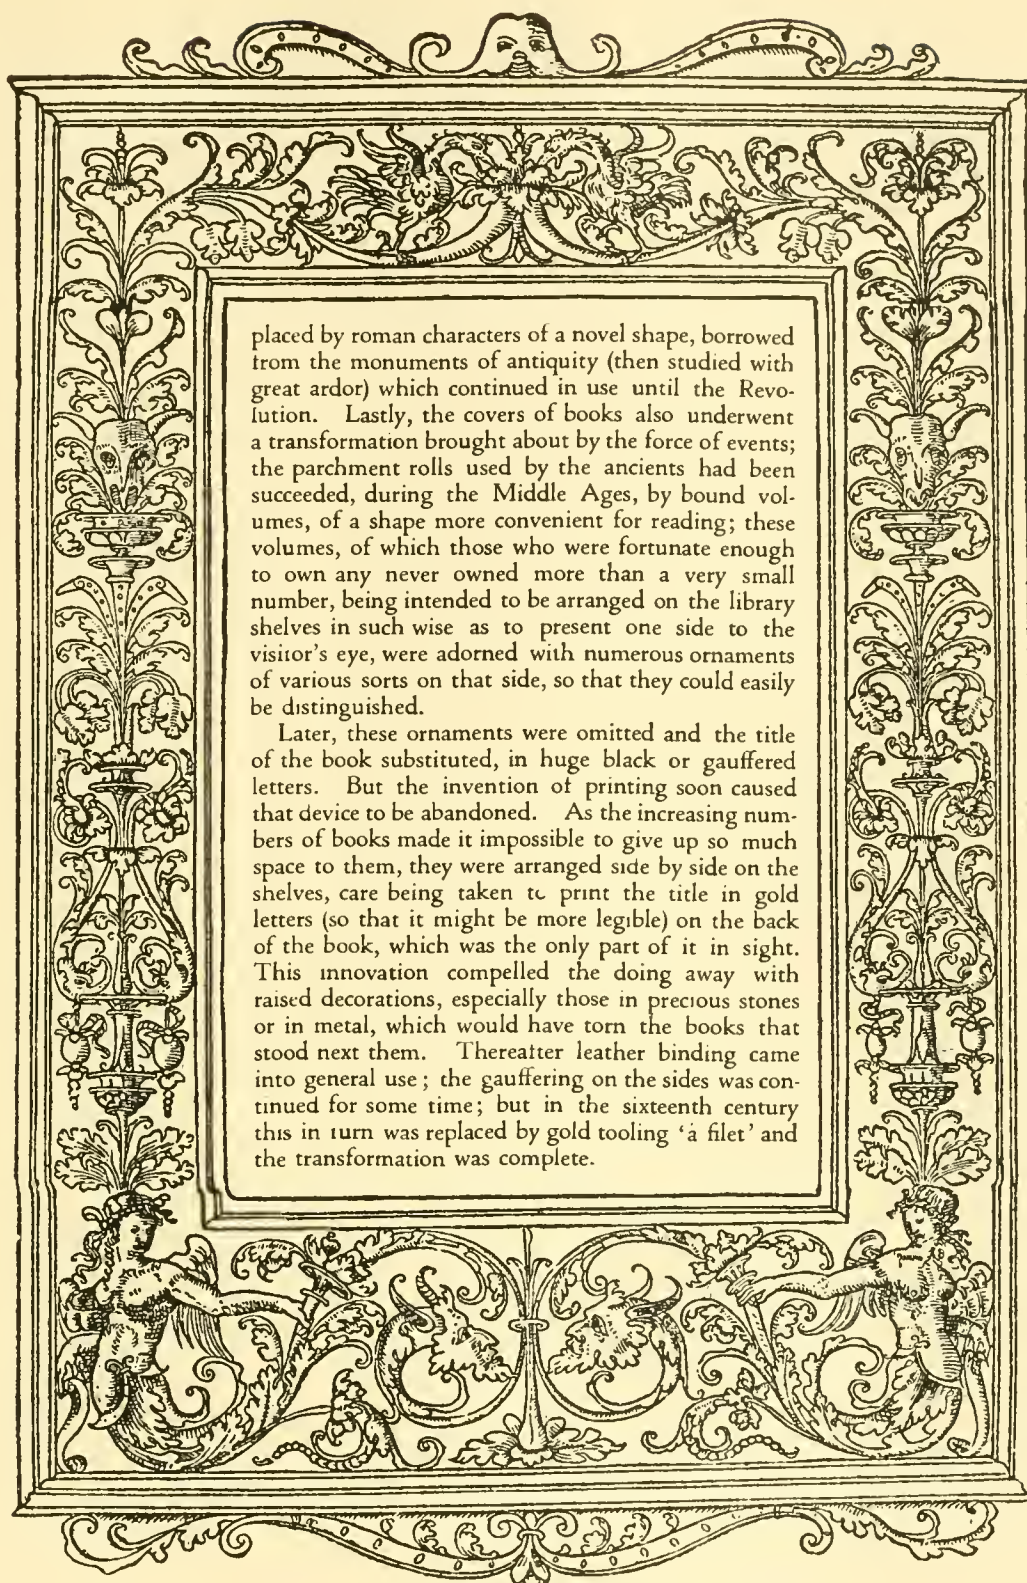 placed by roman characters of a novel shape, borrowed
from the monuments of antiquity (then studied with
great ardor) which continued in use until the Revo-
lution. Lastly, the covers of books also underwent
a transformation brought about by the force of events;
the parchment rolls used by the ancients had been
succeeded, during the Middle Ages, by bound vol-
umes, of a shape more convenient for reading; these
volumes, of which those who were fortunate enough
to own any never owned more than a very small
number, being intended to be arranged on the library
shelves in such wise as to present one side to the
visitor's eye, were adorned with numerous ornaments
of various sorts on that side, so that they could easily
be distinguished.
Later, these ornaments were omitted and the title
of the book substituted, in huge black or gauffered
letters. But the invention of printing soon caused
that device to be abandoned. As the increasing num-
bers of books made it impossible to give up so much
space to them, they were arranged side by side on the
shelves, care being taken to print the title in gold
letters (so that it might be more legible) on the back
of the book, which was the only part of it in sight.
This innovation compelled the doing away with
raised decorations, especially those in precious stones
or in metal, which would have torn the books that
stood next them. Thereafter leather binding came
into general use; the gauffering on the sides was con-
tinued for some time; but in the sixteenth century
this in turn was replaced by gold tooling ‘à filet’ and
the transformation was complete.